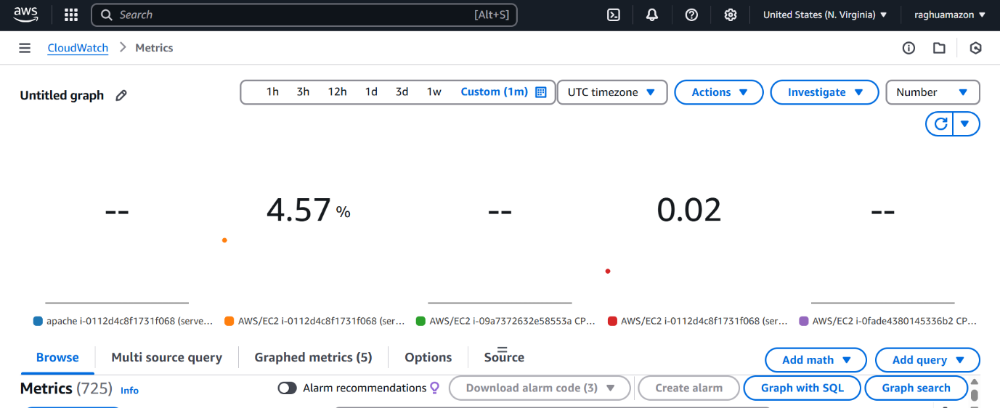 aws Search [Alt+S] United States (N. Virginia) raghuamazon
CloudWatch Metrics
Untitled graph 1h 3h 12h 1d 3d 1w Custom (1m) UTC timezone Actions Investigate Number
-- 4.57 % -- 0.02 --
apache i-0112d4c8f1731f068 (serve... AWS/EC2 i-0112d4c8f1731f068 (ser... AWS/EC2 i-09a7372632e58553a CP... AWS/EC2 i-0112d4c8f1731f068 (ser... AWS/EC2 i-0fade4380145336b2 CP...
Browse Multi source query Graphed metrics (5) Options Source Add math Add query
Metrics (725) Info Alarm recommendations Download alarm code (3) Create alarm Graph with SQL Graph search